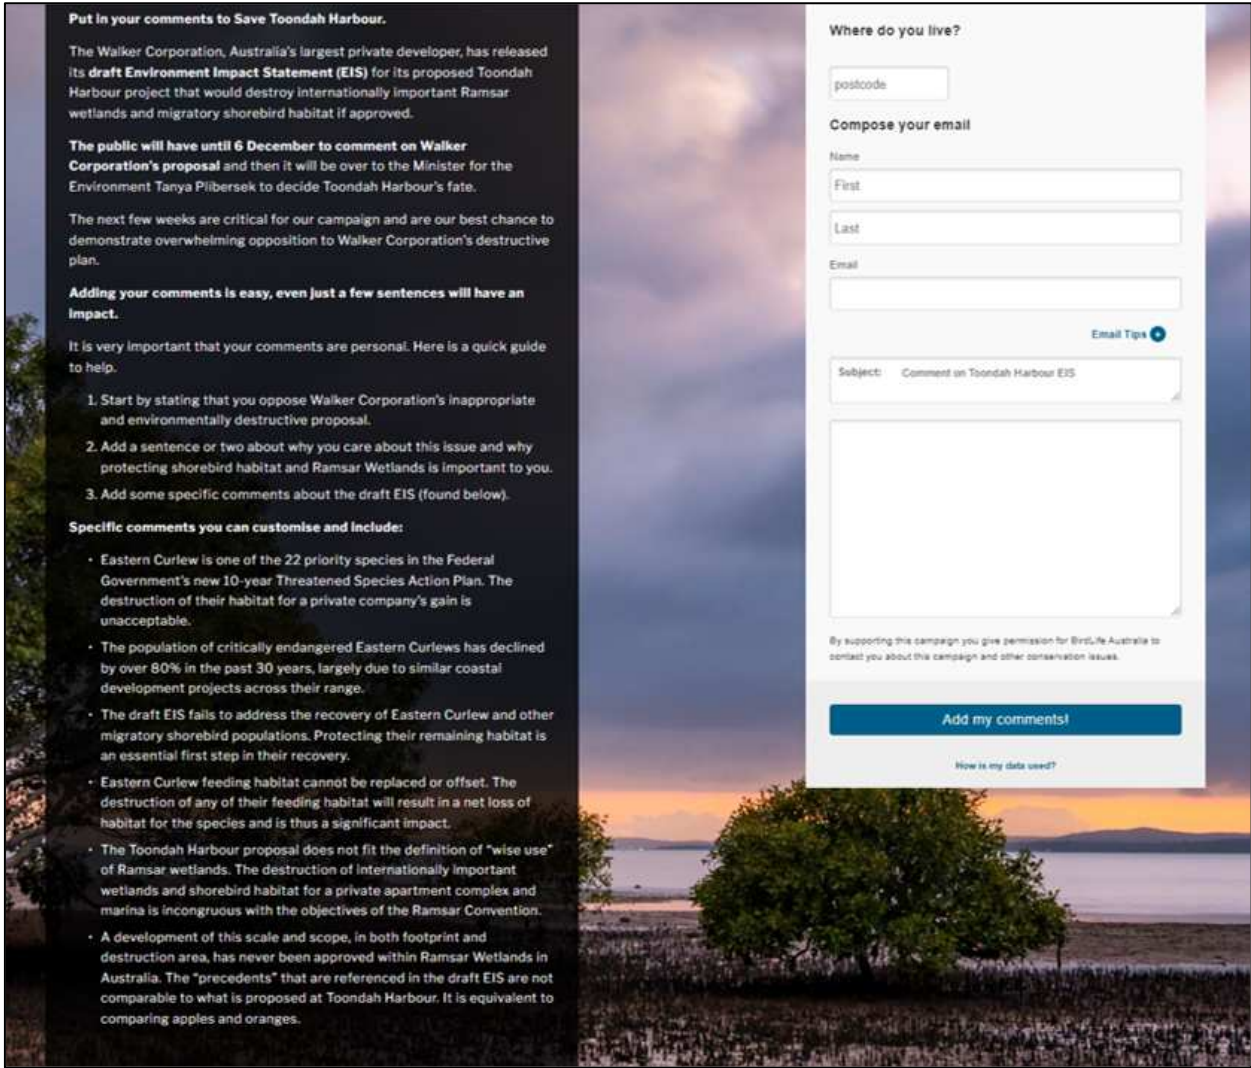 Put in your comments to Save Toondah Harbour.
The Walker Corporation, Australia's largest private developer, has released
its draft Environment Impact Statement (EIS) for its proposed Toondah
Harbour project that would destroy internationally important Ramsar
wetlands and migratory shorebird habitat if approved.
The public will have until 6 December to comment on Walker
Corporation's proposal and then it will be over to the Minister for the
Environment Tanya Plibersek to decide Toondah Harbour's fate.
The next few weeks are critical for our campaign and are our best chance to
demonstrate overwhelming opposition to Walker Corporation's destructive
plan.
Adding your comments is easy, even just a few sentences will have an
impact.
It is very important that your comments are personal. Here is a quick guide
to help.
1. Start by stating that you oppose Walker Corporation's inappropriate
and environmentally destructive proposal.
2. Add a sentence or two about why you care about this issue and why
protecting shorebird habitat and Ramsar Wetlands is important to you.
3. Add some specific comments about the draft EIS (found below).
Specific comments you can customise and include:
• Eastern Curlew is one of the 22 priority species in the Federal
Government's new 10-year Threatened Species Action Plan. The
destruction of their habitat for a private company's gain is
unacceptable.
• The population of critically endangered Eastern Curlews has declined
by over 80% in the past 30 years, largely due to similar coastal
development projects across their range.
• The draft EIS fails to address the recovery of Eastern Curlew and other
migratory shorebird populations. Protecting their remaining habitat is
an essential first step in their recovery.
• Eastern Curlew feeding habitat cannot be replaced or offset. The
destruction of any of their feeding habitat will result in a net loss of
habitat for the species and is thus a significant impact.
• The Toondah Harbour proposal does not fit the definition of "wise use"
of Ramsar wetlands. The destruction of internationally important
wetlands and shorebird habitat for a private apartment complex and
marina is incongruous with the objectives of the Ramsar Convention.
• A development of this scale and scope, in both footprint and
destruction area, has never been approved within Ramsar Wetlands in
Australia. The "precedents" that are referenced in the draft EIS are not
comparable to what is proposed at Toondah Harbour. It is equivalent to
comparing apples and oranges.
Where do you live?
postcode
Compose your email
Name
First
Last
Email
Email Tips +
Subject: Comment on Toondah Harbour EIS
By supporting this campaign you give permission for BirdLife Australia to
contact you about this campaign and other conservation issues.
Add my comments!
How is my data used?